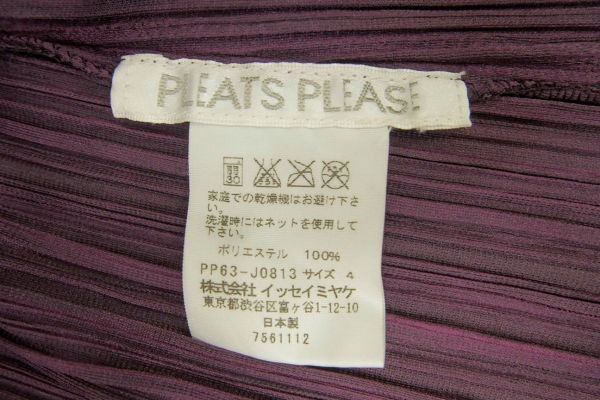 PLEATS PLEASE
30
家庭での乾燥機はお避け下さ
い。
洗濯時にはネットを使用して
下さい。
ポリエステル 100%
PP63-J0813 サイズ 4
株式会社 イッセイミヤケ
東京都渋谷区富ヶ谷1-12-10
日本製
7561112